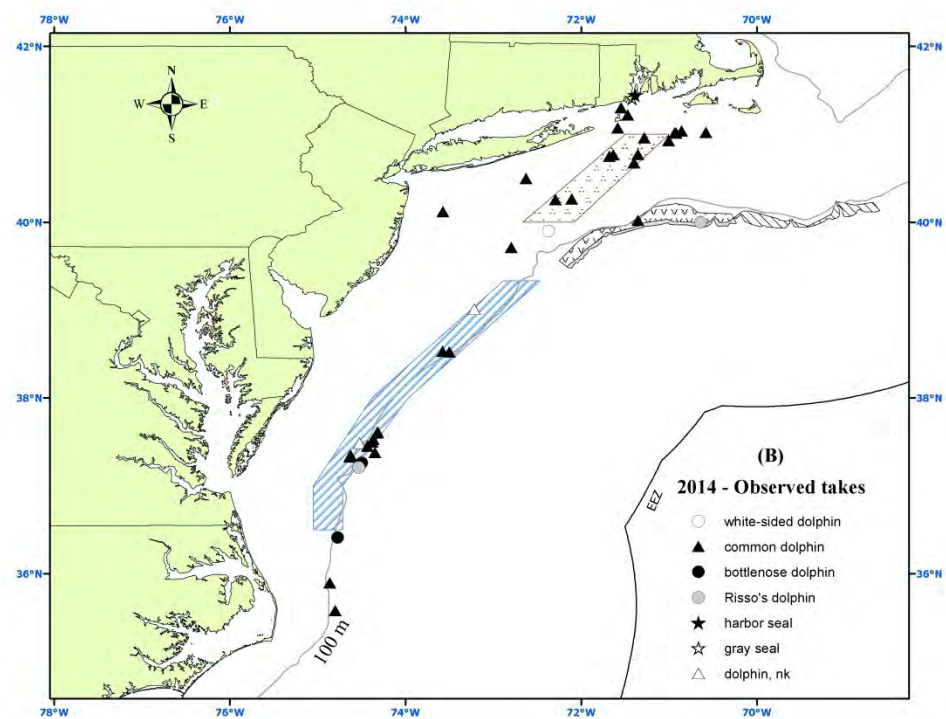 78°W 76°W 74°W 72°W 70°W
42°N 42°N
N
W E
S
40°N 40°N
38°N 38°N
EEZ
(B)
2014 - Observed takes
white-sided dolphin
common dolphin
bottlenose dolphin
Risso's dolphin
harbor seal
gray seal
dolphin, nk
36°N 36°N
100 m
78°W 76°W 74°W 72°W 70°W